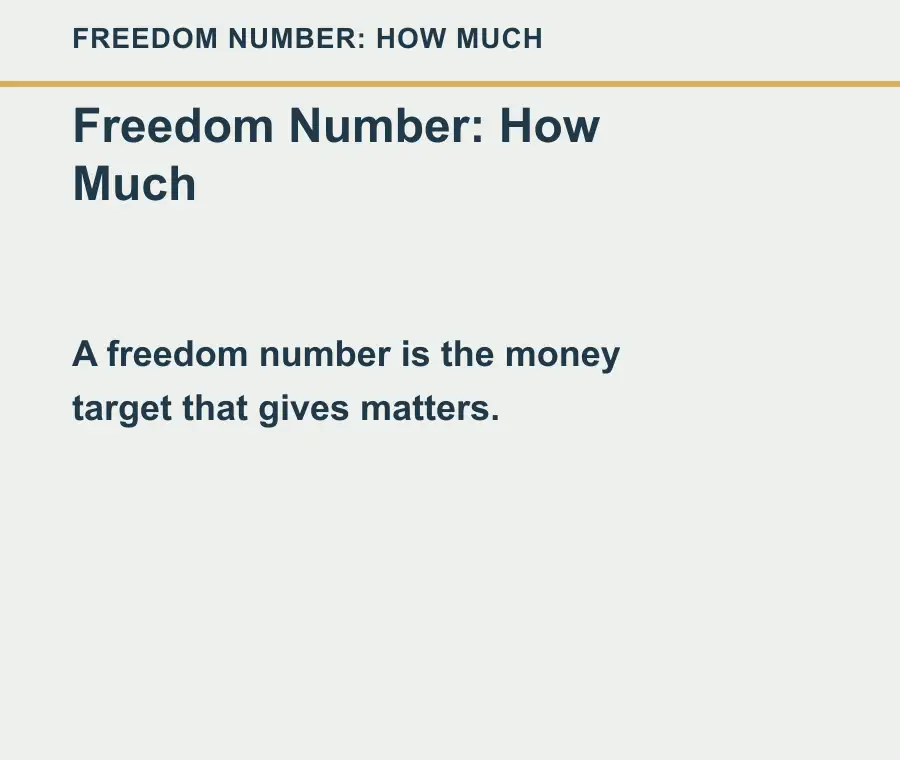 FREEDOM NUMBER: HOW MUCH
Freedom Number: How
Much
A freedom number is the money
target that gives matters.